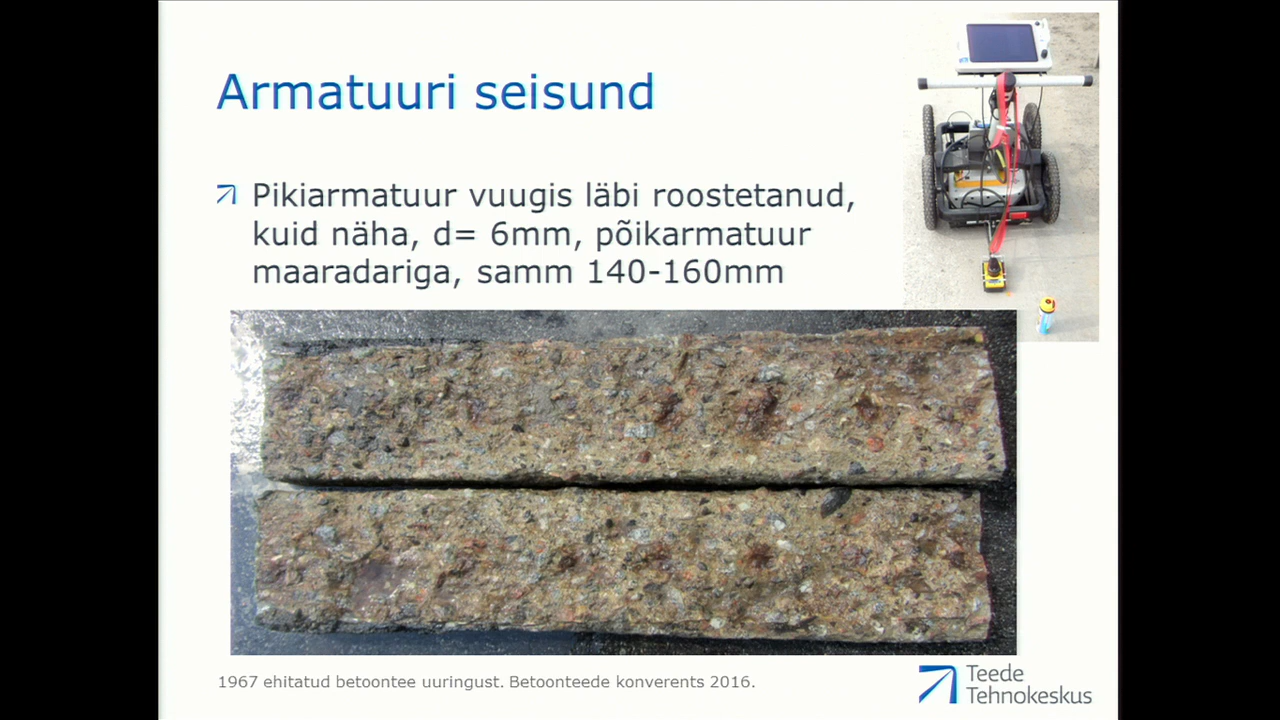 Armatuuri seisund
Pikiarmatuur vuugis läbi roostetanud,
kuid näha, d= 6mm, põikarmatuur
maaradariga, samm 140-160mm
1967 ehitatud betoontee uuringust. Betoonteede konverents 2016.
Teede
Tehnokeskus